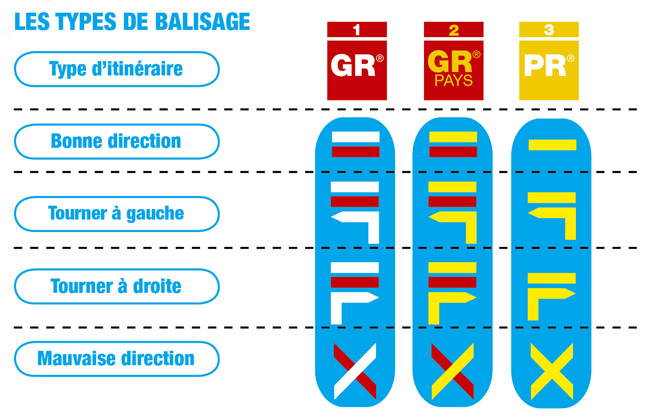 LES TYPES DE BALISAGE
1 2 3
Type d'itinéraire
GR® GR® PR®
PAYS
Bonne direction
Tourner à gauche
Tourner à droite
Mauvaise direction